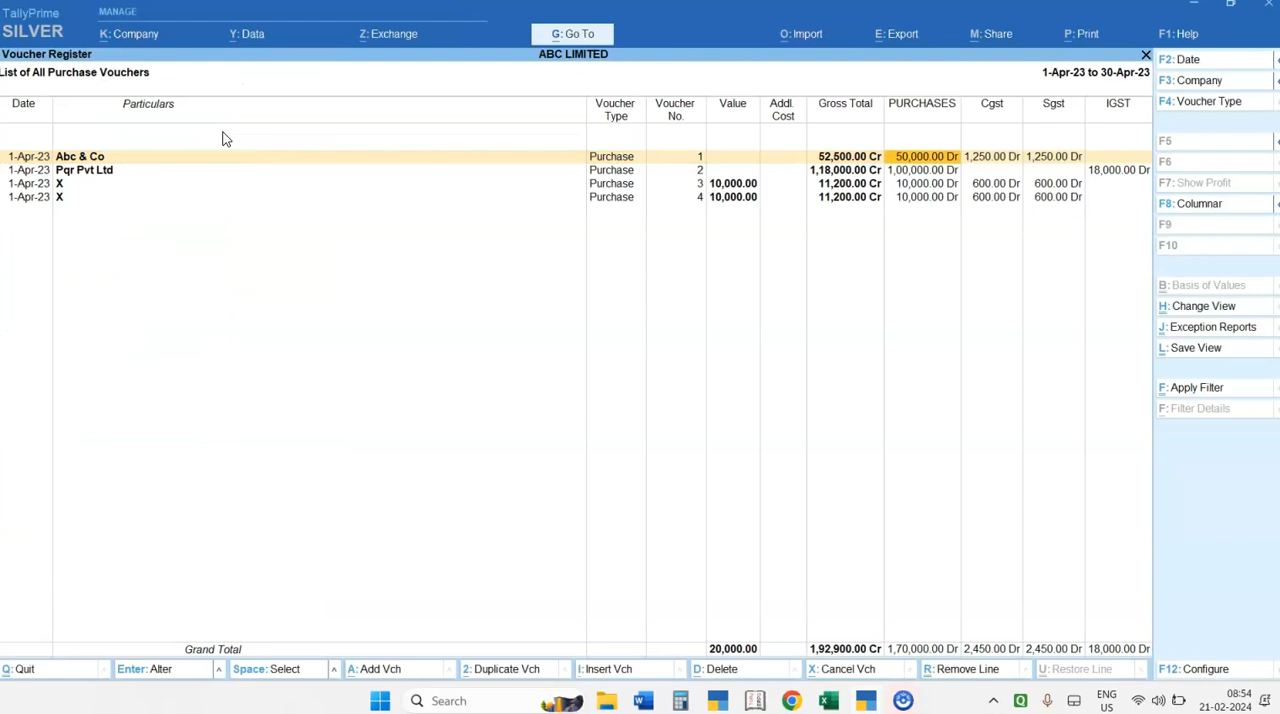 TallyPrime MANAGE
SILVER K: Company Y: Data Z: Exchange G: Go To O: Import E: Export M: Share P: Print F1: Help
Voucher Register ABC LIMITED
List of All Purchase Vouchers 1-Apr-23 to 30-Apr-23
Date Particulars Voucher Type Voucher No. Value Addl. Cost Gross Total PURCHASES Cgst Sgst IGST
1-Apr-23 Abc & Co Purchase 1 52,500.00 Cr 50,000.00 Dr 1,250.00 Dr 1,250.00 Dr
1-Apr-23 Pqr Pvt Ltd Purchase 2 1,18,000.00 Cr 1,00,000.00 Dr 18,000.00 Dr
1-Apr-23 X Purchase 3 10,000.00 11,200.00 Cr 10,000.00 Dr 600.00 Dr 600.00 Dr
1-Apr-23 X Purchase 4 10,000.00 11,200.00 Cr 10,000.00 Dr 600.00 Dr 600.00 Dr
Grand Total 20,000.00 1,92,900.00 Cr 1,70,000.00 Dr 2,450.00 Dr 2,450.00 Dr 18,000.00 Dr
F2: Date
F3: Company
F4: Voucher Type
F5
F6
F7: Show Profit
F8: Columnar
F9
F10
B: Basis of Values
H: Change View
J: Exception Reports
L: Save View
F: Apply Filter
F: Filter Details
Q: Quit Enter: Alter Space: Select A: Add Vch 2: Duplicate Vch I: Insert Vch D: Delete X: Cancel Vch R: Remove Line U: Restore Line F12: Configure
Search ENG US 08:54 21-02-2024